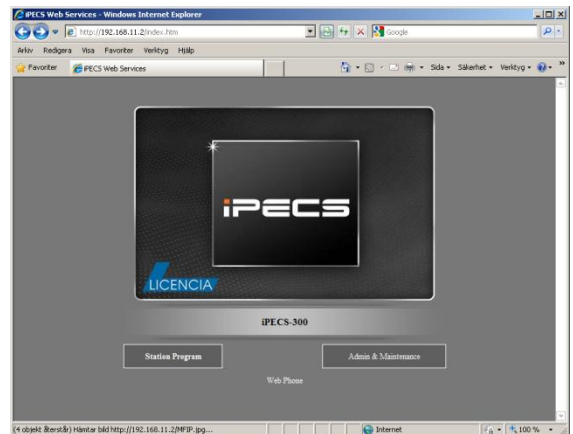 iPECS Web Services - Windows Internet Explorer
http://192.168.11.2/index.htm
Google
Arkiv Redigera Visa Favoriter Verktyg Hjälp
Favoriter iPECS Web Services Sida Säkerhet Verktyg
iPECS
LICENCIA
iPECS-300
Station Program Admin & Maintenance
Web Phone
(4 objekt återstår) Hämtar bild http://192.168.11.2/MFIP.jpg... Internet 100 %